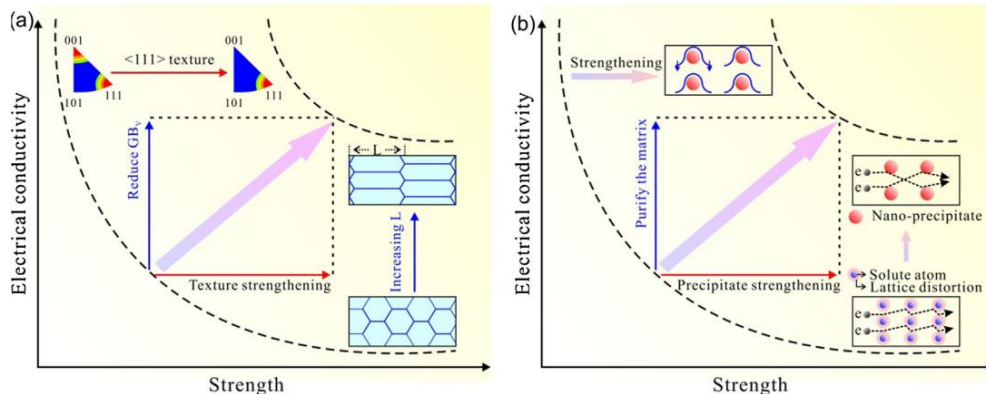 (a)
001
<111> texture
001
101
111
101
111
Reduce GBv
L
Increasing L
Texture strengthening
Electrical conductivity
Strength
(b)
Strengthening
Purify the matrix
e
e
Nano-precipitate
Solute atom
Lattice distortion
Precipitate strengthening
e
e
Electrical conductivity
Strength